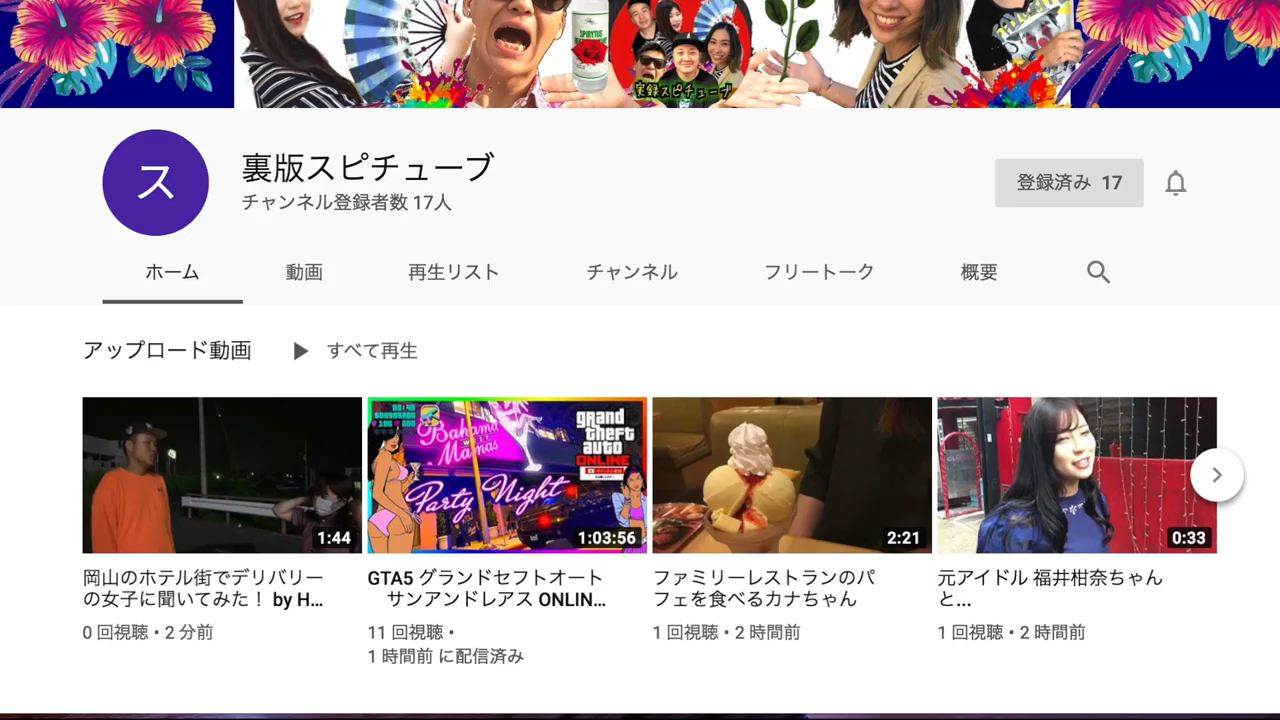 SPIRYTUS
実録スピチューブ
ス
裏版スピチューブ
チャンネル登録者数 17人
登録済み 17
ホーム
動画
再生リスト
チャンネル
フリートーク
概要
アップロード動画
すべて再生
1:44
岡山のホテル街でデリバリー
の女子に聞いてみた！ by H...
0 回視聴・2 分前
Bahama
Mamas
WEST
Party Night
grand
theft
auto
ONLINE
1:03:56
GTA5 グランドセフトオート
サンアンドレアス ONLIN...
11 回視聴・
1 時間前 に配信済み
2:21
ファミリーレストランのパ
フェを食べるカナちゃん
1 回視聴・2 時間前
0:33
元アイドル 福井柑奈ちゃん
と...
1 回視聴・2 時間前